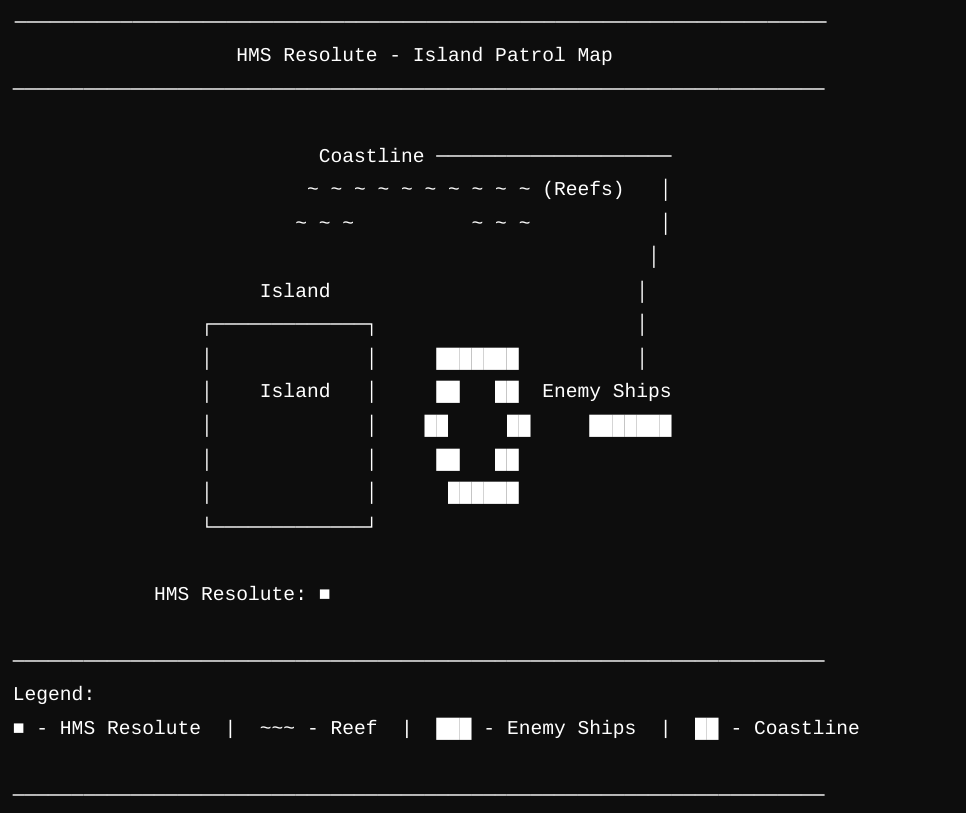 HMS Resolute - Island Patrol Map
Coastline
~ ~ ~ ~ ~ ~ ~ ~ ~ ~ (Reefs)
~ ~ ~ ~ ~ ~
Island
Island
Enemy Ships
HMS Resolute: ■
Legend:
■ - HMS Resolute | ~~~ - Reef | ███ - Enemy Ships | ██ - Coastline